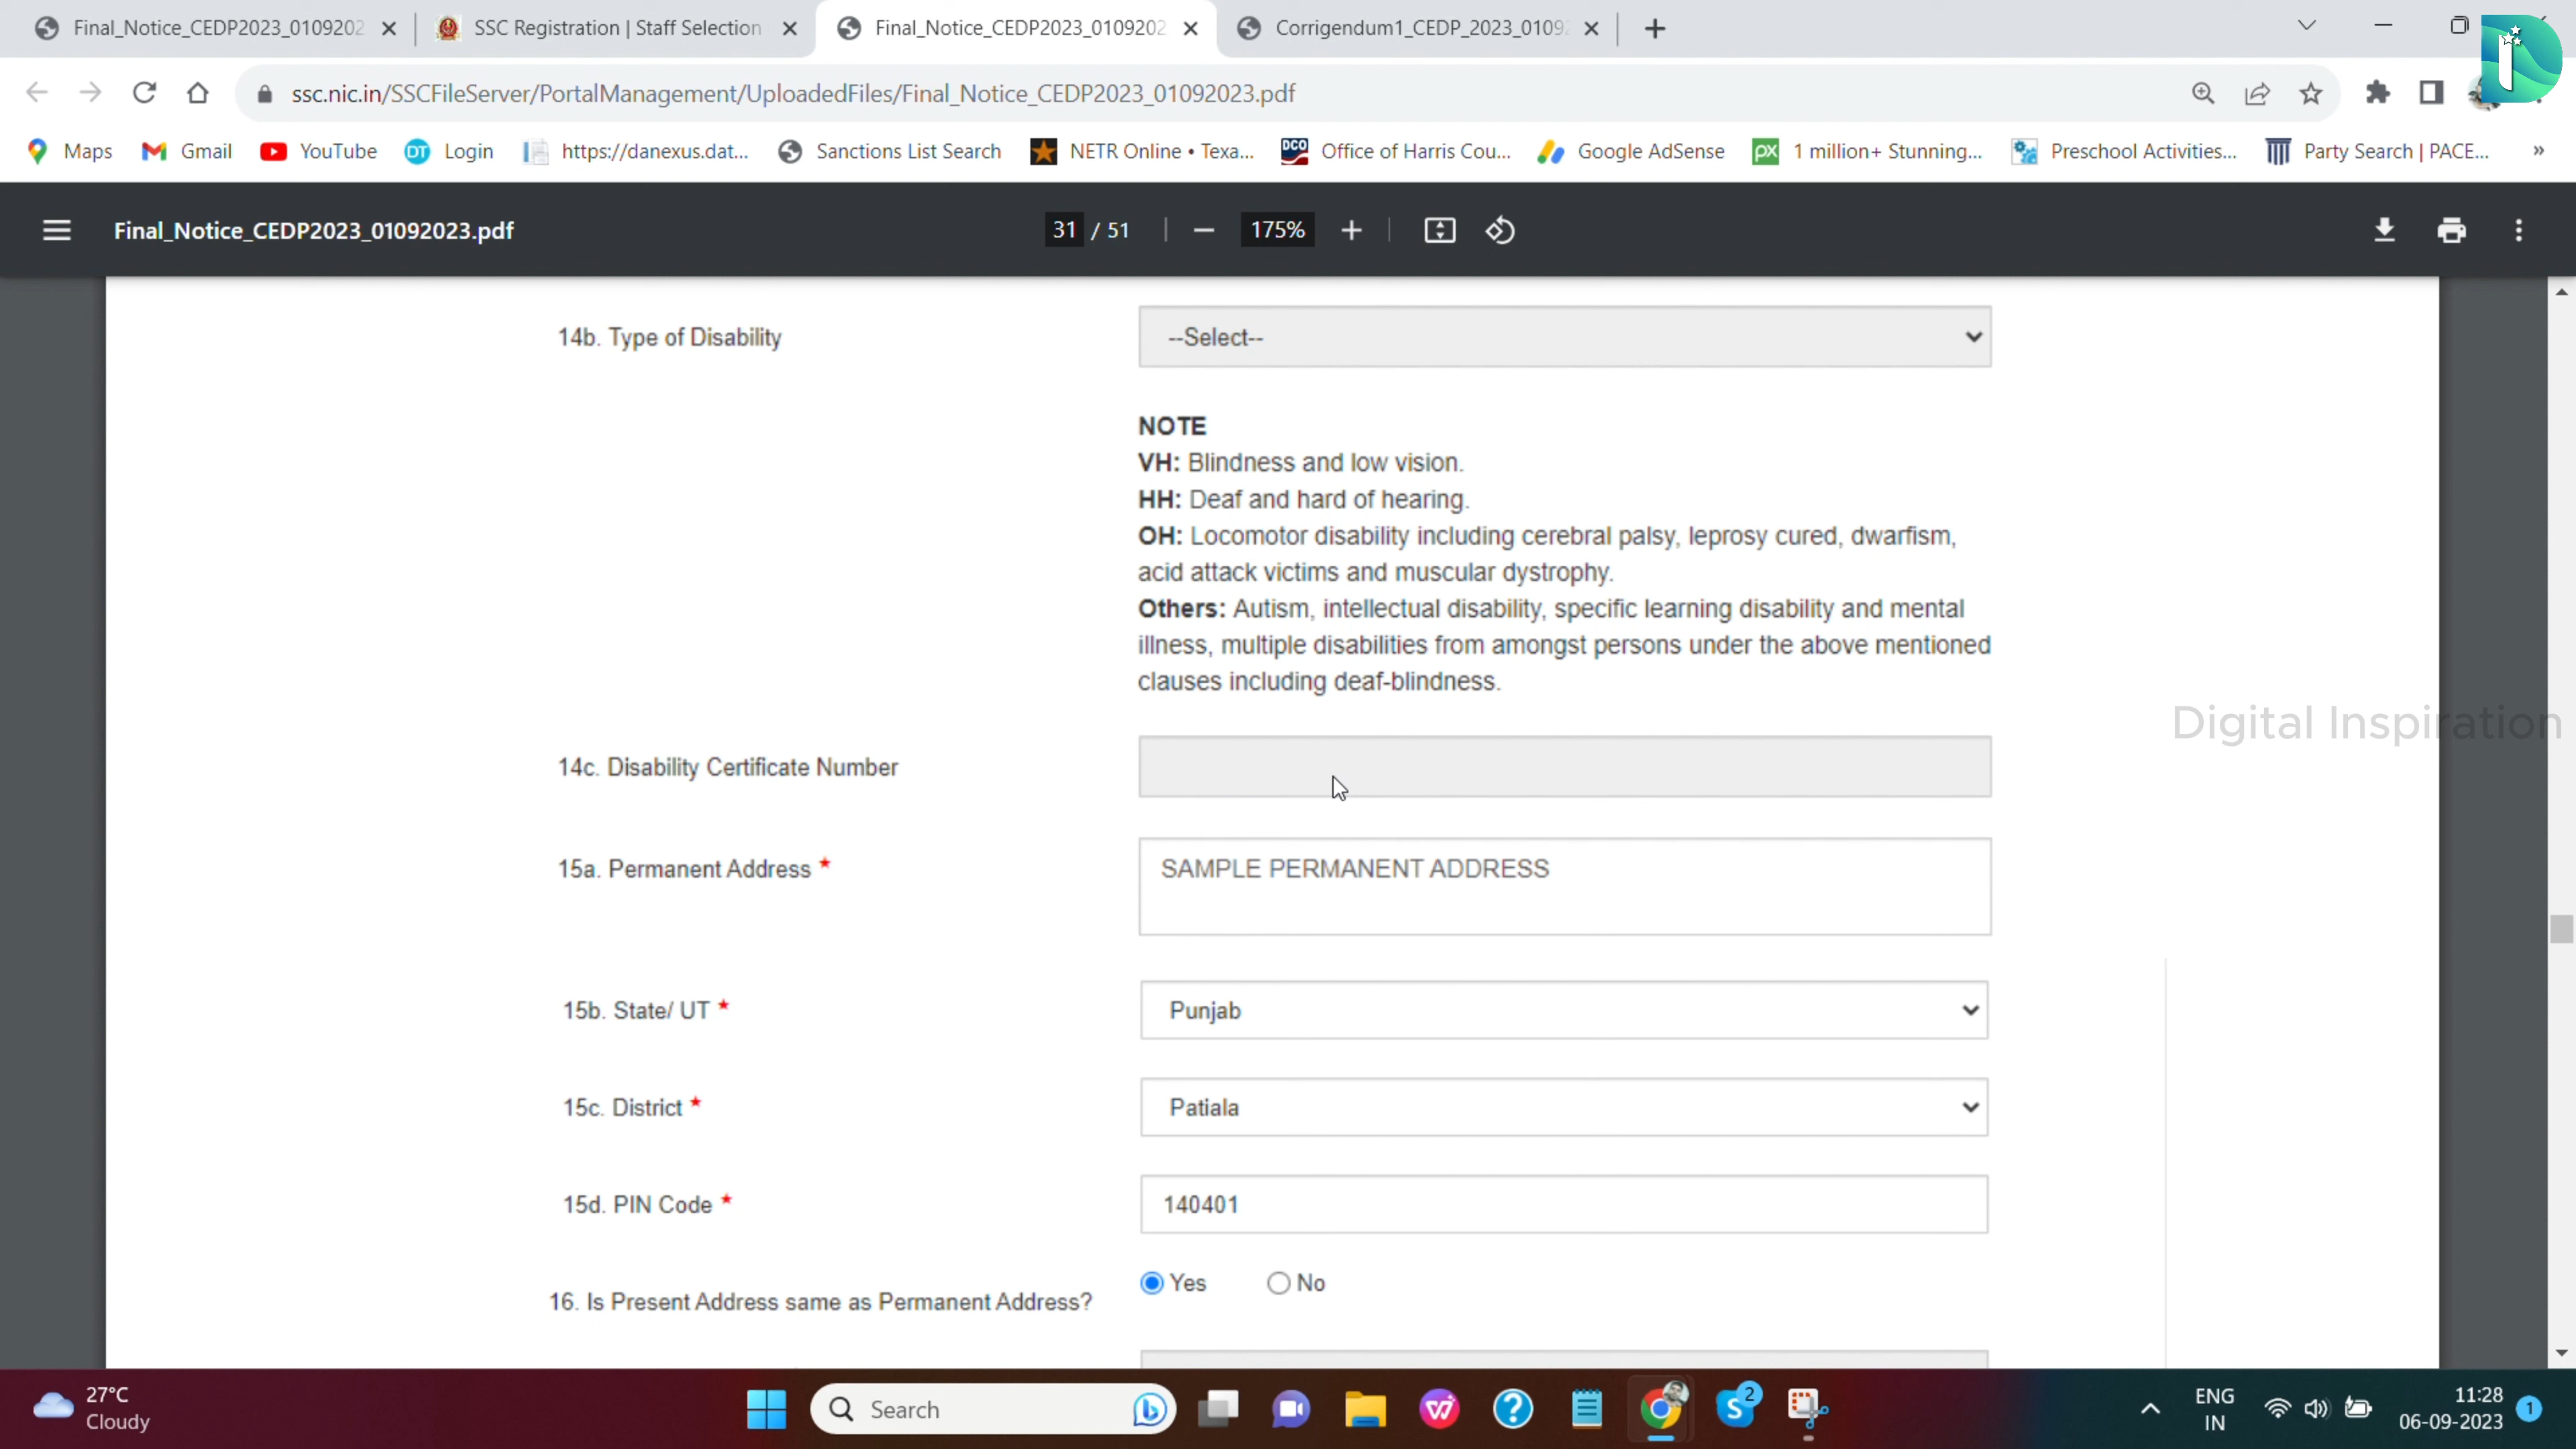 Final_Notice_CEDP2023_0109202
SSC Registration | Staff Selection
Final_Notice_CEDP2023_0109202
Corrigendum1_CEDP_2023_0109
ssc.nic.in/SSCFileServer/PortalManagement/UploadedFiles/Final_Notice_CEDP2023_01092023.pdf
Maps
Gmail
YouTube
DT
Login
https://danexus.dat...
Sanctions List Search
NETR Online • Texa...
DCO
Office of Harris Cou...
Google AdSense
px
1 million+ Stunning...
Preschool Activities...
Party Search | PACE...
»
Final_Notice_CEDP2023_01092023.pdf
31 / 51
175%
14b. Type of Disability
--Select--
NOTE
VH: Blindness and low vision.
HH: Deaf and hard of hearing.
OH: Locomotor disability including cerebral palsy, leprosy cured, dwarfism,
acid attack victims and muscular dystrophy.
Others: Autism, intellectual disability, specific learning disability and mental
illness, multiple disabilities from amongst persons under the above mentioned
clauses including deaf-blindness.
Digital Inspiration
14c. Disability Certificate Number
15a. Permanent Address *
SAMPLE PERMANENT ADDRESS
15b. State/ UT *
Punjab
15c. District *
Patiala
15d. PIN Code *
140401
Yes No
16. Is Present Address same as Permanent Address?
27°C
Cloudy
Search
S
2
ENG
IN
11:28
06-09-2023
1